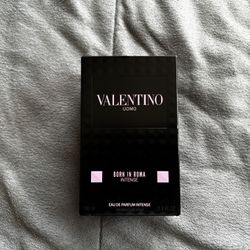 VALENTINO
UOMO
BORN IN ROMA
INTENSE
EAU DE PARFUM INTENSE